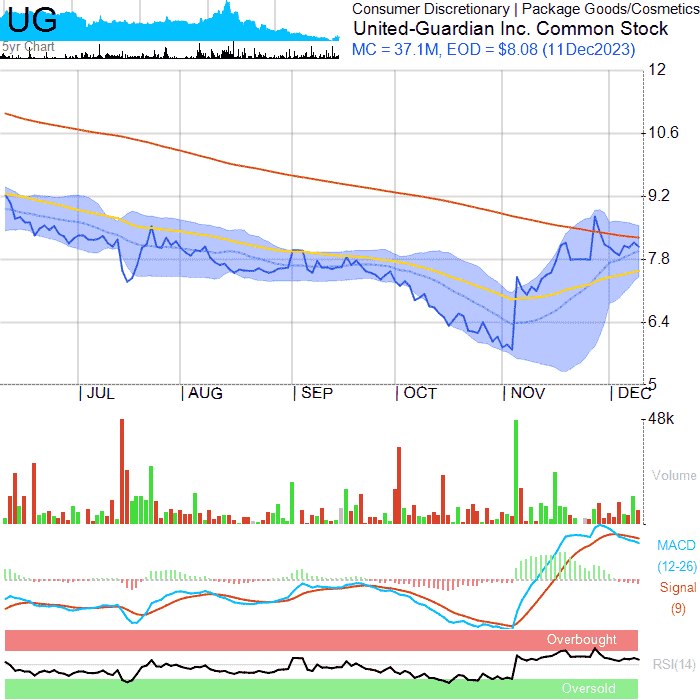 UG
5yr Chart
Consumer Discretionary | Package Goods/Cosmetics
United-Guardian Inc. Common Stock
MC = 37.1M, EOD = $8.08 (11Dec2023)
12
10.6
9.2
7.8
6.4
5
| JUL | AUG | SEP | OCT | NOV | DEC
48k
Volume
MACD
(12-26)
Signal
(9)
Overbought
RSI(14)
Oversold